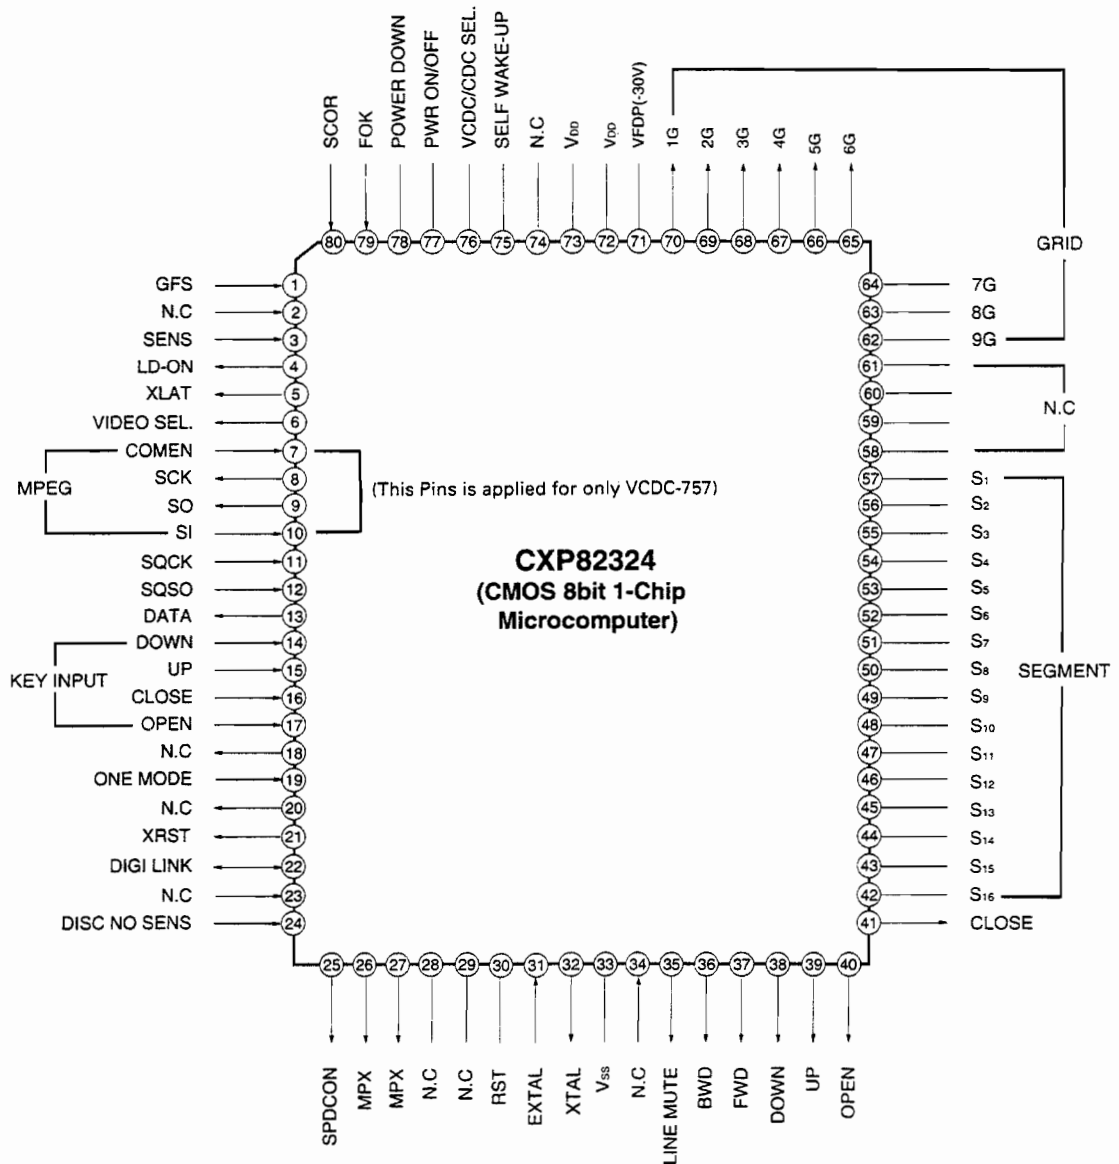 SCOR
FOK
POWER DOWN
PWR ON/OFF
VCDC/CDC SEL.
SELF WAKE-UP
N.C
VDD
VDD
VFDP(-30V)
1G
2G
3G
4G
5G
6G
80 79 78 77 76 75 74 73 72 71 70 69 68 67 66 65
GRID
GFS 1
N.C 2
SENS 3
LD-ON 4
XLAT 5
VIDEO SEL. 6
COMEN 7
SCK 8
MPEG
SO 9
SI 10
(This Pins is applied for only VCDC-757)
SQCK 11
SQSO 12
DATA 13
DOWN 14
UP 15
KEY INPUT
CLOSE 16
OPEN 17
N.C 18
ONE MODE 19
N.C 20
XRST 21
DIGI LINK 22
N.C 23
DISC NO SENS 24
CXP82324
(CMOS 8bit 1-Chip
Microcomputer)
64 7G
63 8G
62 9G
61
60
N.C
59
58
57 S1
56 S2
55 S3
54 S4
53 S5
52 S6
51 S7
50 S8
SEGMENT
49 S9
48 S10
47 S11
46 S12
45 S13
44 S14
43 S15
42 S16
41 CLOSE
25 26 27 28 29 30 31 32 33 34 35 36 37 38 39 40
SPDCON
MPX
MPX
N.C
N.C
RST
EXTAL
XTAL
Vss
N.C
LINE MUTE
BWD
FWD
DOWN
UP
OPEN